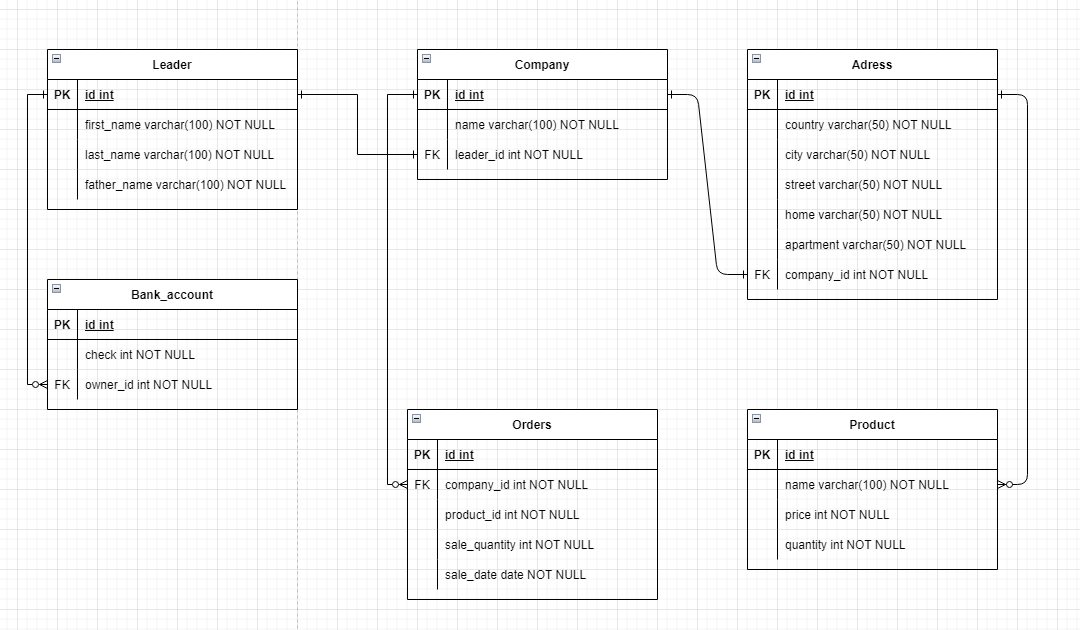 Leader
PK id int
first_name varchar(100) NOT NULL
last_name varchar(100) NOT NULL
father_name varchar(100) NOT NULL
Company
PK id int
name varchar(100) NOT NULL
FK leader_id int NOT NULL
Adress
PK id int
country varchar(50) NOT NULL
city varchar(50) NOT NULL
street varchar(50) NOT NULL
home varchar(50) NOT NULL
apartment varchar(50) NOT NULL
FK company_id int NOT NULL
Bank_account
PK id int
check int NOT NULL
FK owner_id int NOT NULL
Orders
PK id int
FK company_id int NOT NULL
product_id int NOT NULL
sale_quantity int NOT NULL
sale_date date NOT NULL
Product
PK id int
name varchar(100) NOT NULL
price int NOT NULL
quantity int NOT NULL